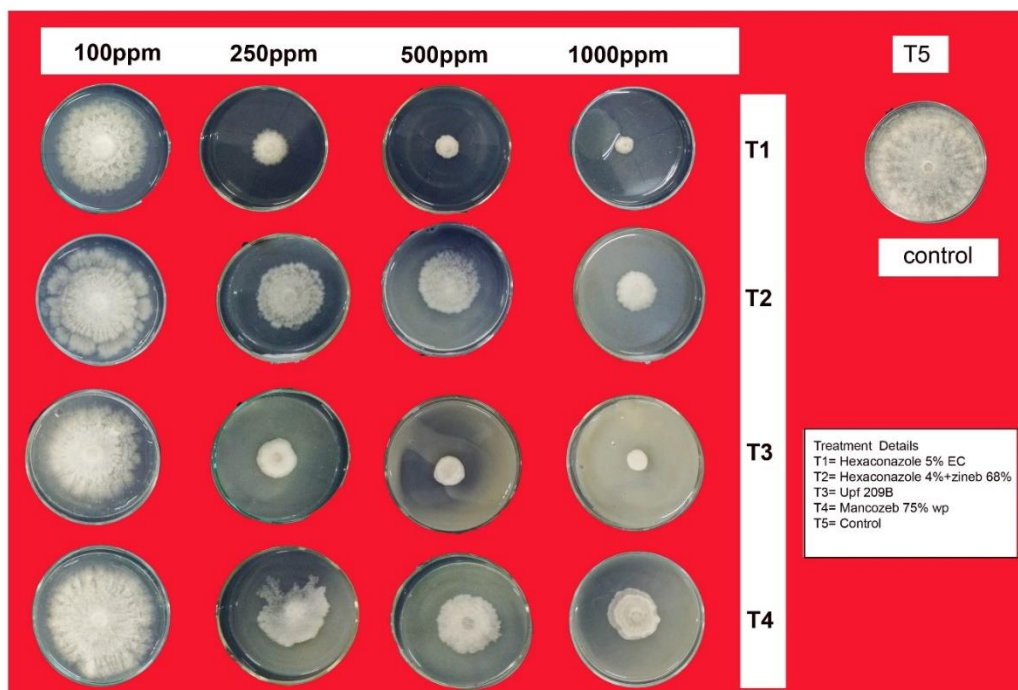 100ppm 250ppm 500ppm 1000ppm
T5
T1
control
T2
T3
Treatment Details
T1= Hexaconazole 5% EC
T2= Hexaconazole 4%+zineb 68%
T3= Upf 209B
T4= Mancozeb 75% wp
T5= Control
T4